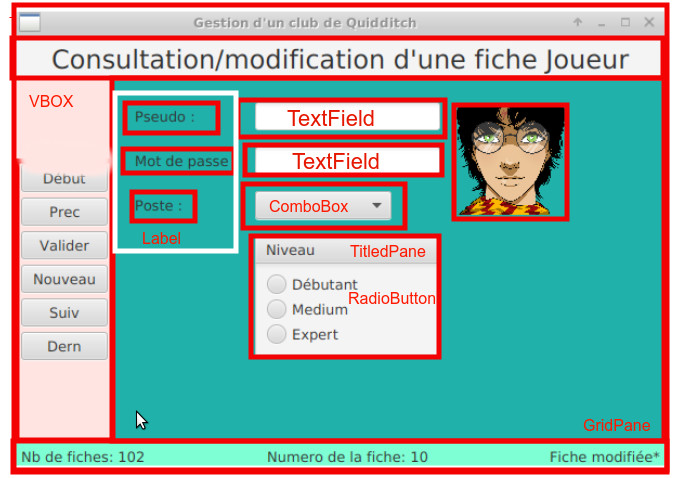 Gestion d'un club de Quidditch
Consultation/modification d'une fiche Joueur
VBOX
Pseudo :
TextField
Mot de passe
TextField
Poste :
ComboBox
Label
Niveau
TitledPane
Débutant
RadioButton
Medium
Expert
Début
Prec
Valider
Nouveau
Suiv
Dern
GridPane
Nb de fiches: 102
Numero de la fiche: 10
Fiche modifiée*